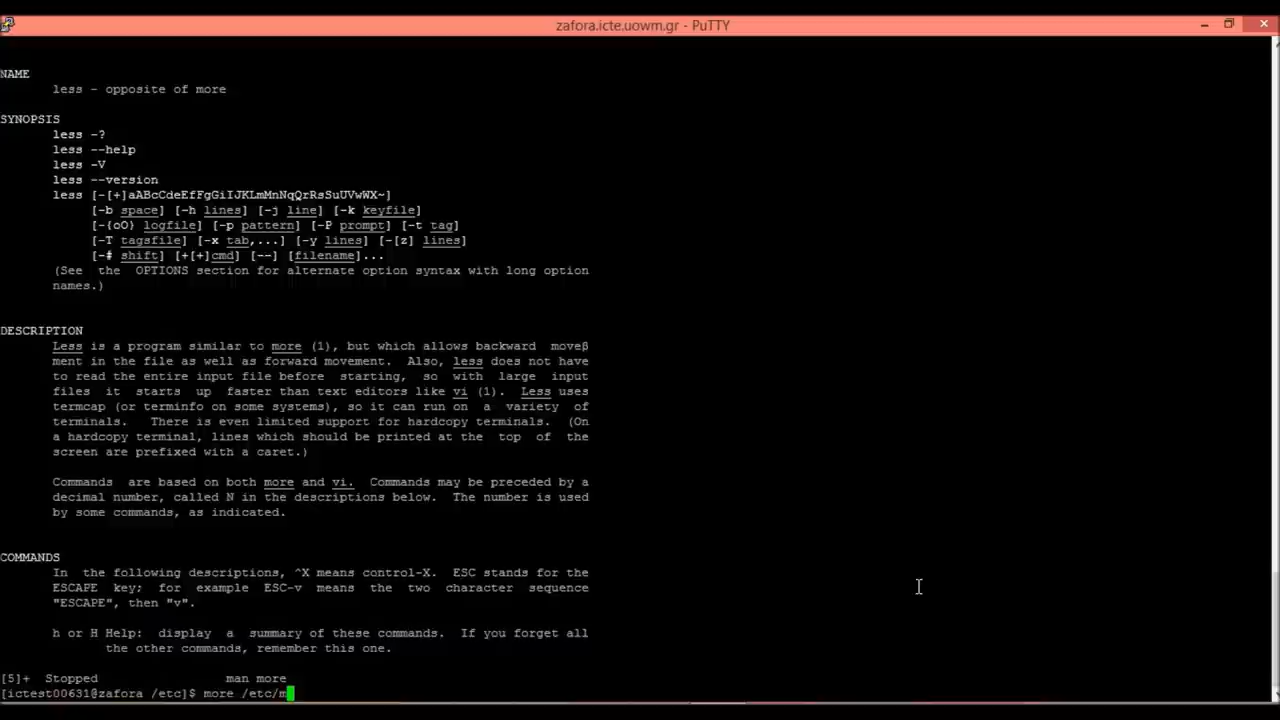 zafora.icte.uowm.gr - PuTTY
NAME
less - opposite of more
SYNOPSIS
less -?
less --help
less -V
less --version
less [-[+]aABcCdeEfFgGiIJKLmMnNqQrRsSuUVwWX~]
[-b space] [-h lines] [-j line] [-k keyfile]
[-{oO} logfile] [-p pattern] [-P prompt] [-t tag]
[-T tagsfile] [-x tab,...] [-y lines] [-[z] lines]
[-# shift] [+[+]cmd] [--] [filename]...
(See the OPTIONS section for alternate option syntax with long option
names.)
DESCRIPTION
Less is a program similar to more (1), but which allows backward moveβ
ment in the file as well as forward movement. Also, less does not have
to read the entire input file before starting, so with large input
files it starts up faster than text editors like vi (1). Less uses
termcap (or terminfo on some systems), so it can run on a variety of
terminals. There is even limited support for hardcopy terminals. (On
a hardcopy terminal, lines which should be printed at the top of the
screen are prefixed with a caret.)
Commands are based on both more and vi. Commands may be preceded by a
decimal number, called N in the descriptions below. The number is used
by some commands, as indicated.
COMMANDS
In the following descriptions, ^X means control-X. ESC stands for the
ESCAPE key; for example ESC-v means the two character sequence
"ESCAPE", then "v".
h or H Help: display a summary of these commands. If you forget all
the other commands, remember this one.
[5]+ Stopped man more
[ictest00631@zafora /etc]$ more /etc/m